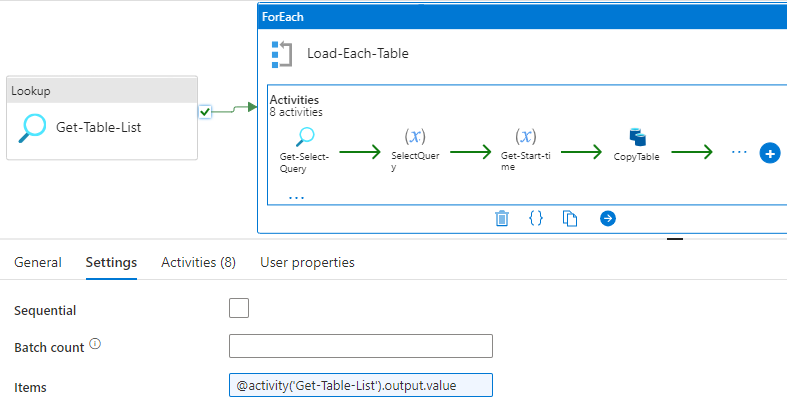 ForEach
Load-Each-Table
Lookup
Get-Table-List
Activities
8 activities
Get-Select-
Query
(x)
SelectQuer
y
(x)
Get-Start-ti
me
CopyTable
...
...
{}
General
Settings
Activities (8)
User properties
Sequential
Batch count
Items
@activity('Get-Table-List').output.value